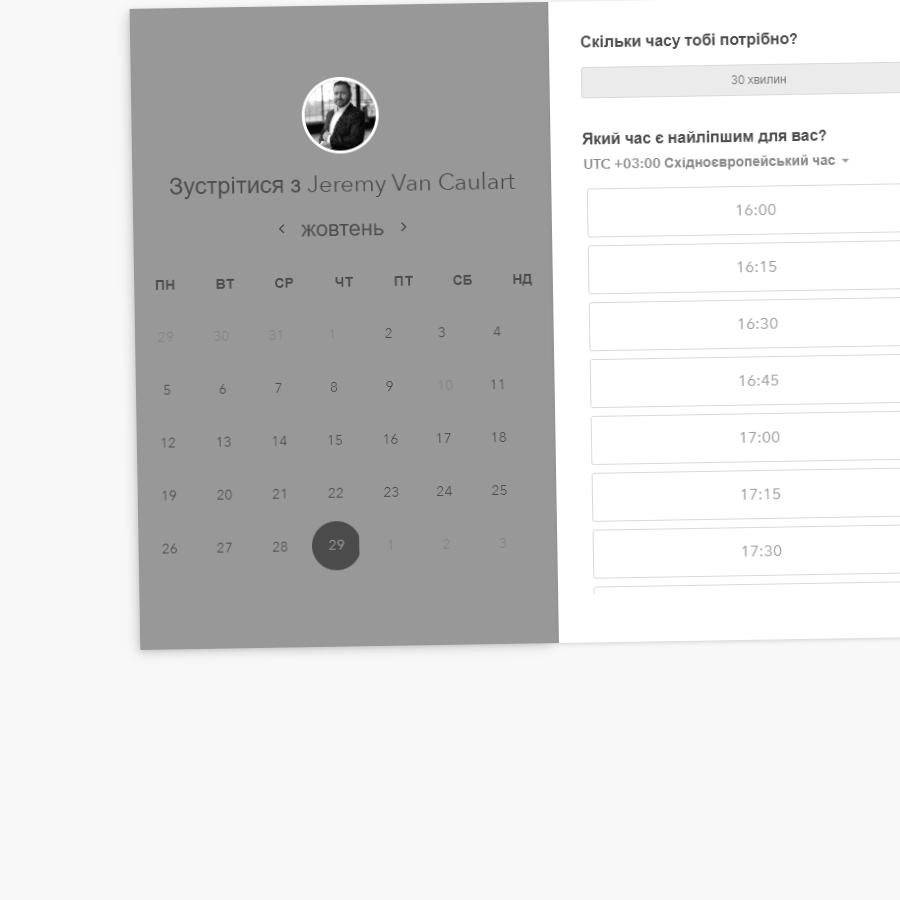 Зустрітися з Jeremy Van Caulart
жовтень
ПН ВТ СР ЧТ ПТ СБ НД
29 30 31 1 2 3 4
5 6 7 8 9 10 11
12 13 14 15 16 17 18
19 20 21 22 23 24 25
26 27 28 29 1 2 3
Скільки часу тобі потрібно?
30 хвилин
Який час є найліпшим для вас?
UTC +03:00 Східноєвропейський час
16:00
16:15
16:30
16:45
17:00
17:15
17:30